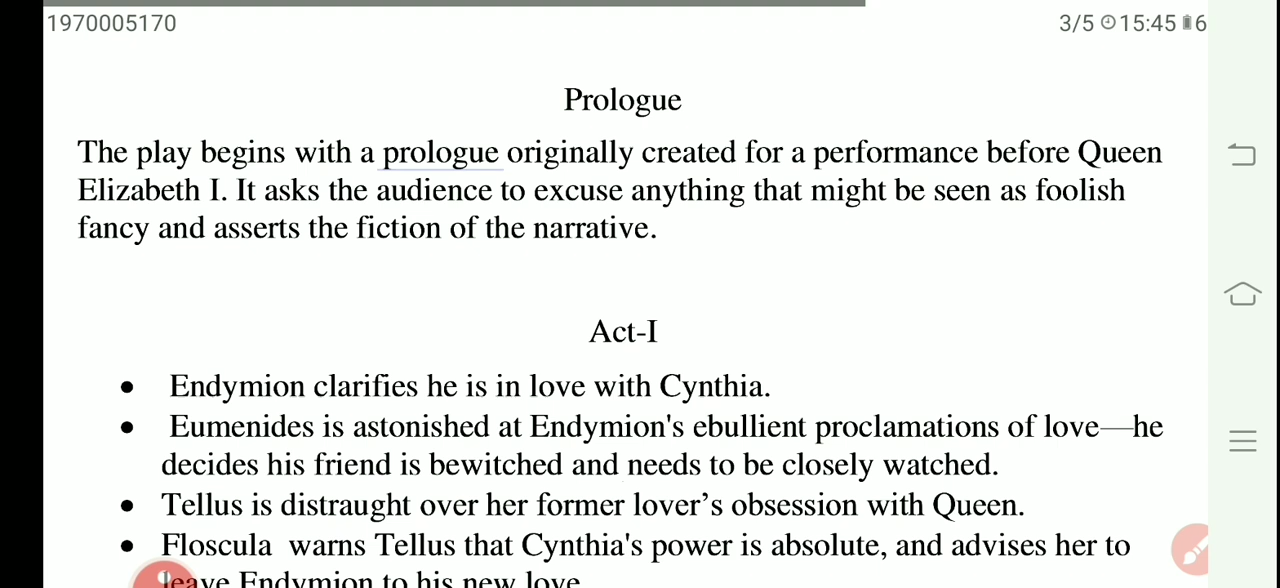 1970005170
3/5 15:45 6
Prologue
The play begins with a prologue originally created for a performance before Queen
Elizabeth I. It asks the audience to excuse anything that might be seen as foolish
fancy and asserts the fiction of the narrative.
Act-I
• Endymion clarifies he is in love with Cynthia.
• Eumenides is astonished at Endymion's ebullient proclamations of love—he
decides his friend is bewitched and needs to be closely watched.
• Tellus is distraught over her former lover’s obsession with Queen.
• Floscula warns Tellus that Cynthia's power is absolute, and advises her to
leave Endymion to his new love